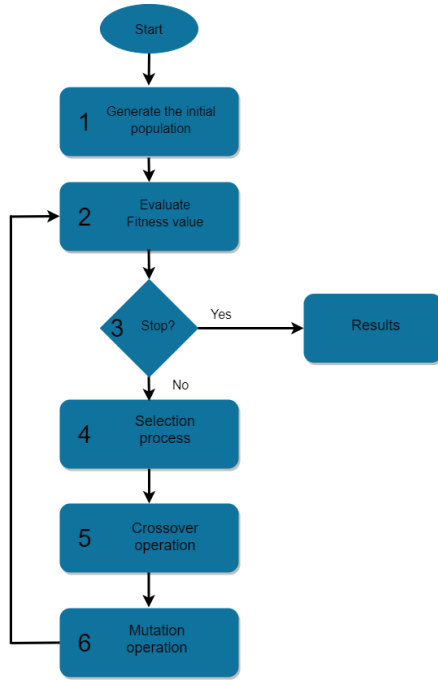 Start
1
Generate the initial
population
2
Evaluate
Fitness value
3
Stop?
Yes
Results
No
4
Selection
process
5
Crossover
operation
6
Mutation
operation